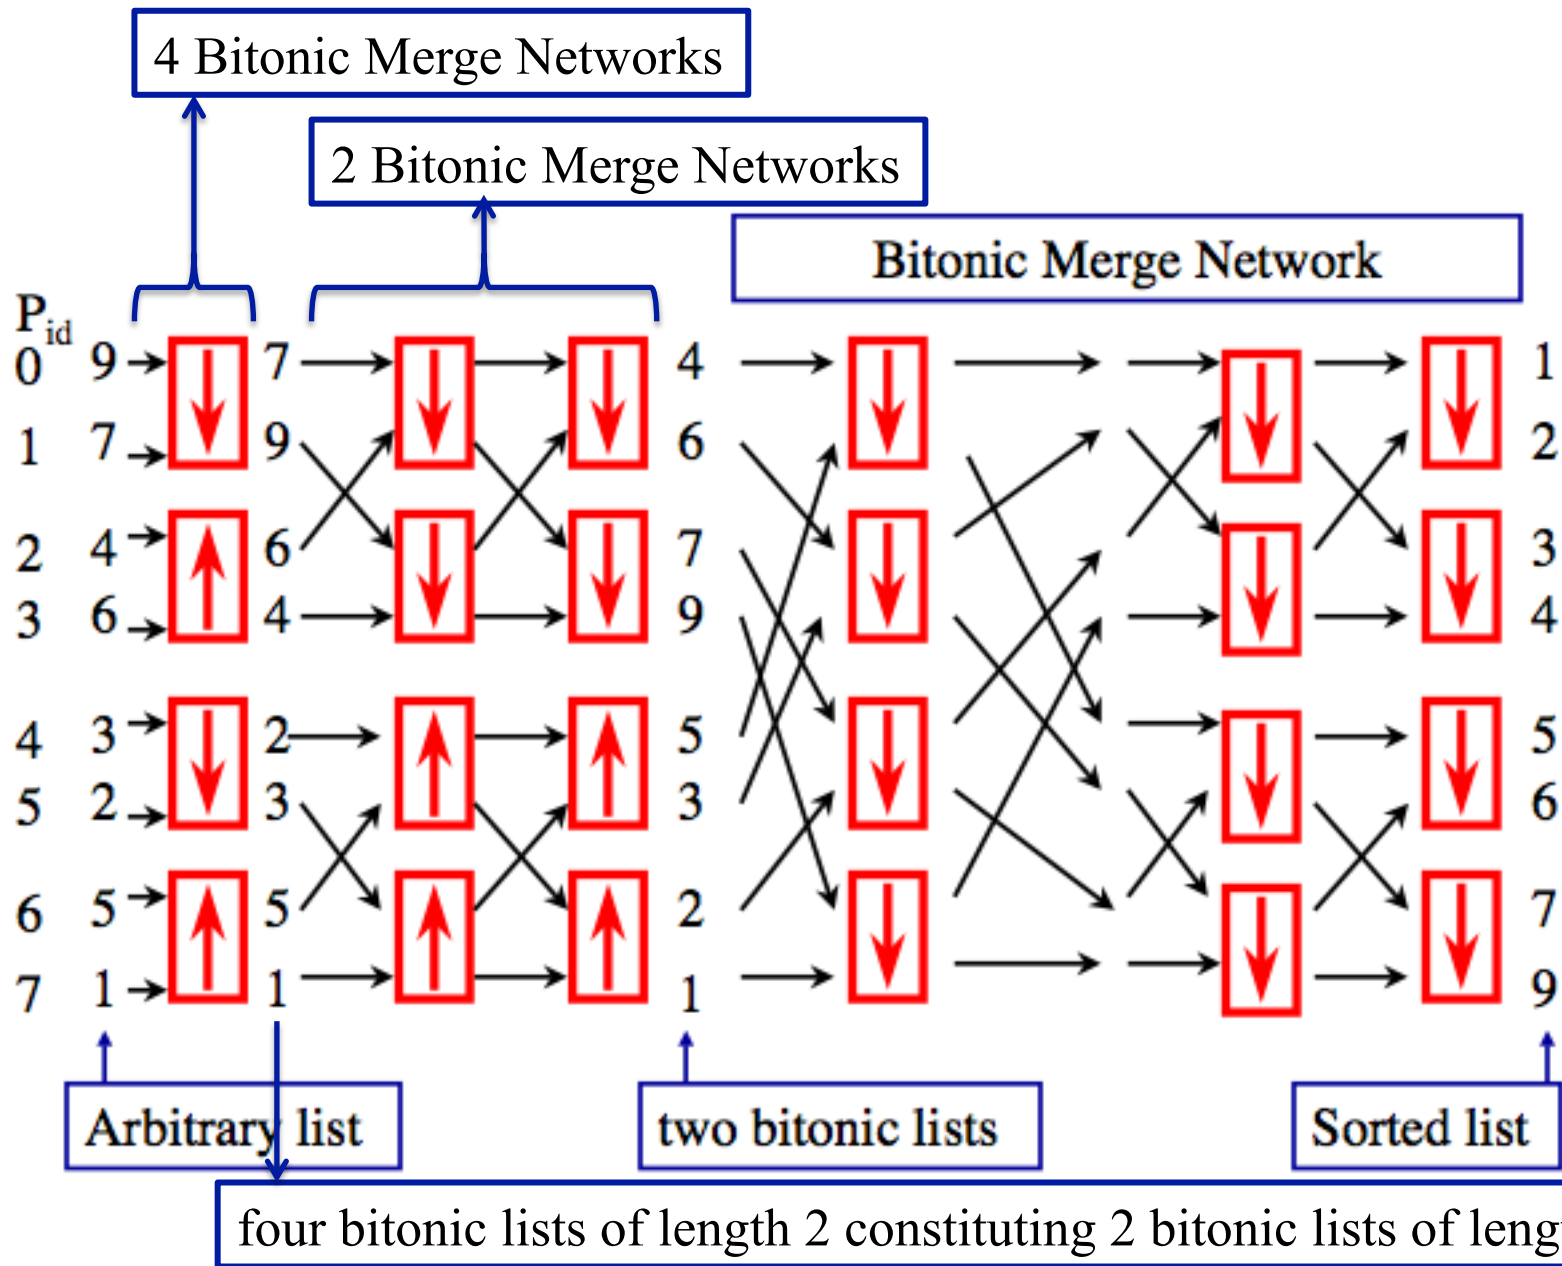 4 Bitonic Merge Networks
2 Bitonic Merge Networks
Bitonic Merge Network
Pid
0 9 7 4 1
1 7 9 6 2
2 4 6 7 3
3 6 4 9 4
4 3 2 5 5
5 2 3 3 6
6 5 5 2 7
7 1 1 1 9
Arbitrary list
two bitonic lists
Sorted list
four bitonic lists of length 2 constituting 2 bitonic lists of